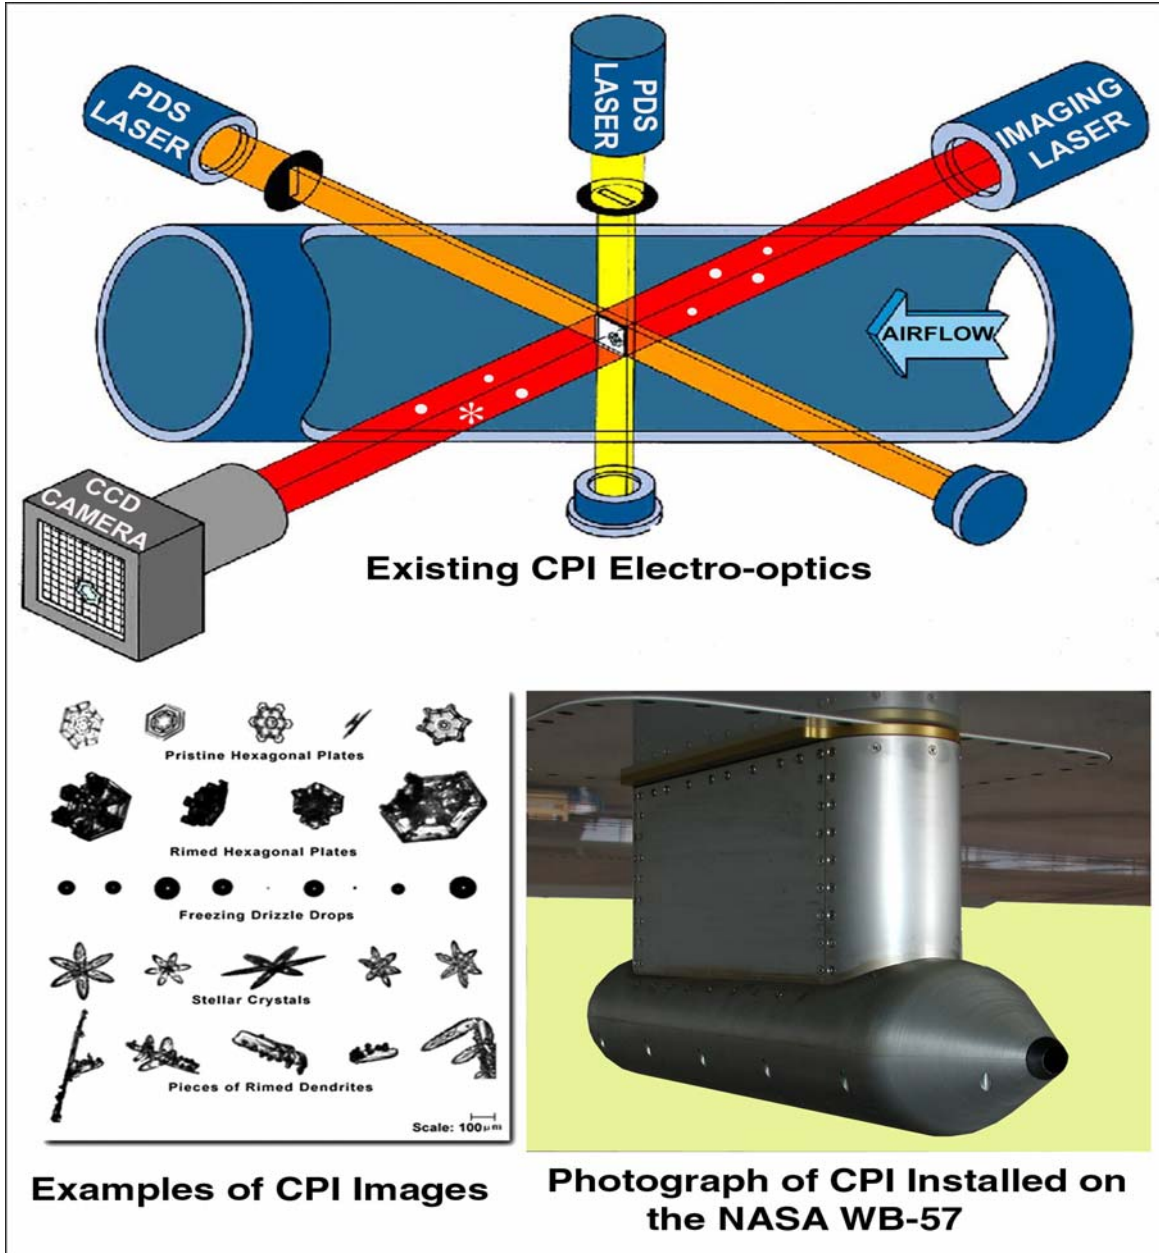 PDS
LASER
PDS
LASER
IMAGING
LASER
AIRFLOW
CCD
CAMERA
Existing CPI Electro-optics
Pristine Hexagonal Plates
Rimed Hexagonal Plates
Freezing Drizzle Drops
Stellar Crystals
Pieces of Rimed Dendrites
Scale: 100μm
Examples of CPI Images
Photograph of CPI Installed on
the NASA WB-57